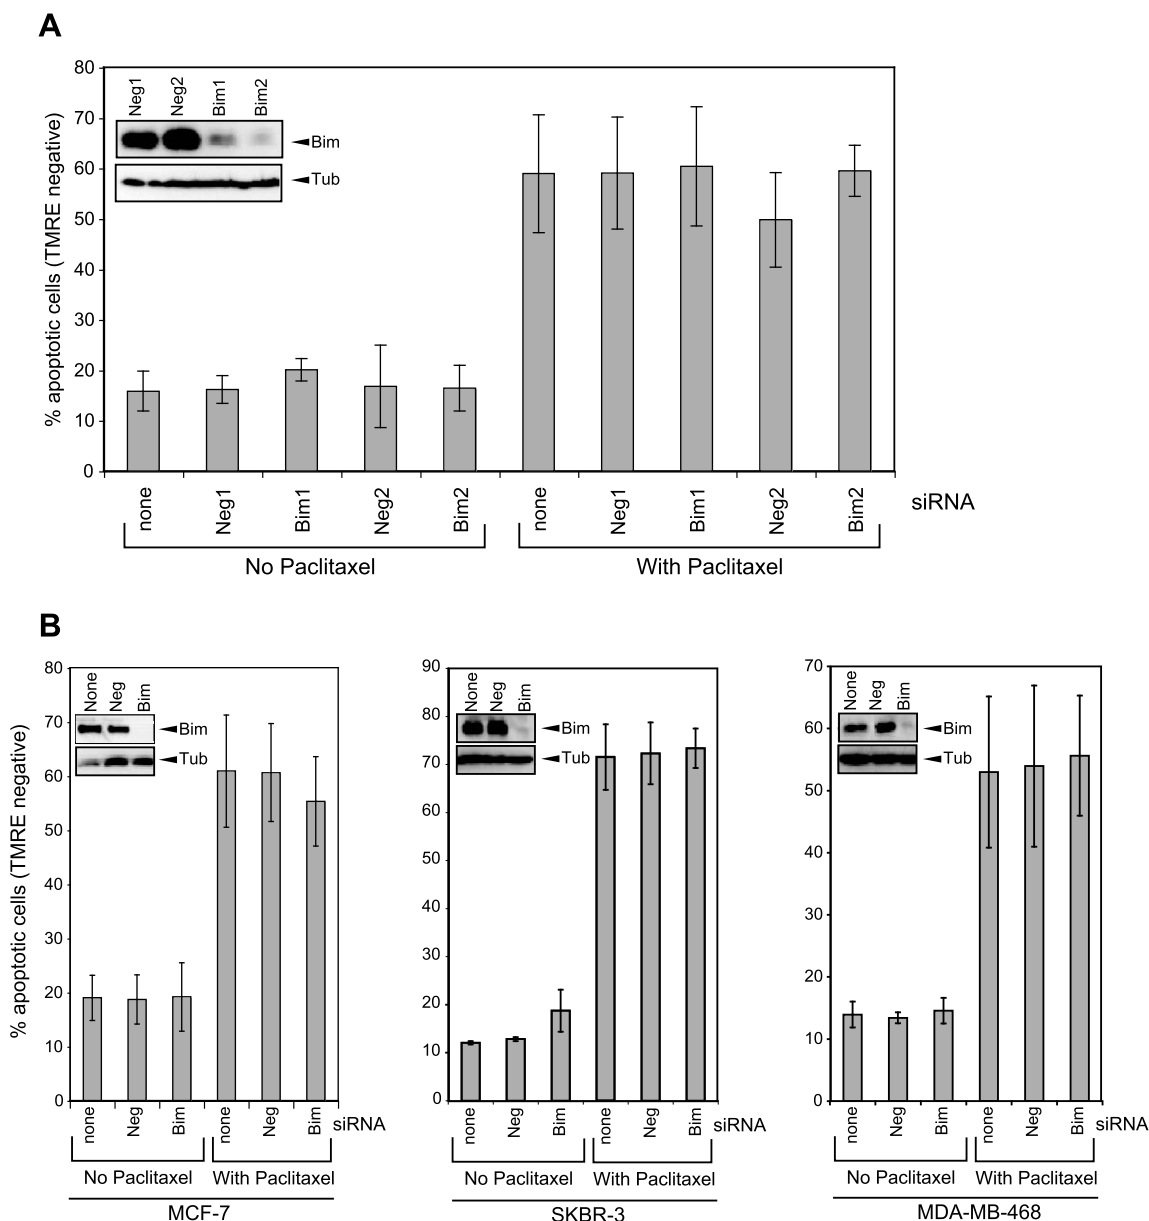 A
% apoptotic cells (TMRE negative)
80
70
60
50
40
30
20
10
0
Neg1 Neg2 Bim1 Bim2
Bim
Tub
none Neg1 Bim1 Neg2 Bim2 none Neg1 Bim1 Neg2 Bim2
siRNA
No Paclitaxel With Paclitaxel
B
% apoptotic cells (TMRE negative)
80
70
60
50
40
30
20
10
0
None Neg Bim
Bim
Tub
none Neg Bim none Neg Bim
siRNA
No Paclitaxel With Paclitaxel
MCF-7
90
80
70
60
50
40
30
20
10
0
None Neg Bim
Bim
Tub
none Neg Bim none Neg Bim
siRNA
No Paclitaxel With Paclitaxel
SKBR-3
70
60
50
40
30
20
10
0
None Neg Bim
Bim
Tub
none Neg Bim none Neg Bim
siRNA
No Paclitaxel With Paclitaxel
MDA-MB-468